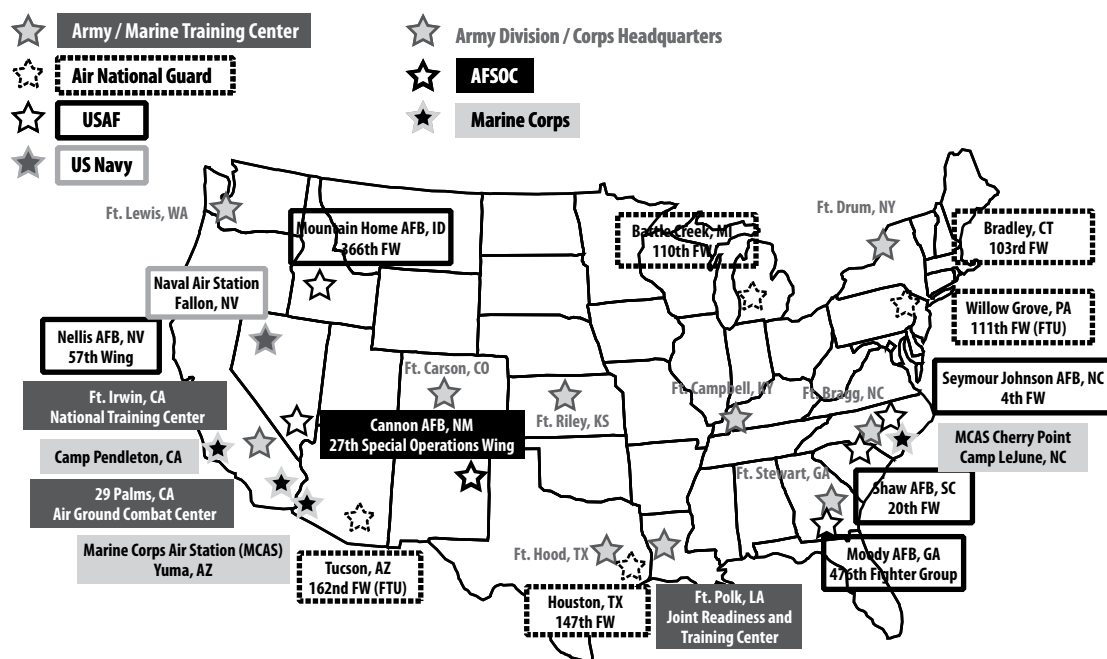 Army / Marine Training Center
Air National Guard
USAF
US Navy
Army Division / Corps Headquarters
AFSOC
Marine Corps
Ft. Lewis, WA
Mountain Home AFB, ID
366th FW
Battle Creek, MI
110th FW
Ft. Drum, NY
Bradley, CT
103rd FW
Naval Air Station
Fallon, NV
Willow Grove, PA
111th FW (FTU)
Nellis AFB, NV
57th Wing
Ft. Carson, CO
Ft. Riley, KS
Ft. Campbell, KY
Ft. Bragg, NC
Seymour Johnson AFB, NC
4th FW
Ft. Irwin, CA
National Training Center
Cannon AFB, NM
27th Special Operations Wing
MCAS Cherry Point
Camp LeJune, NC
Camp Pendleton, CA
29 Palms, CA
Air Ground Combat Center
Ft. Stewart, GA
Shaw AFB, SC
20th FW
Marine Corps Air Station (MCAS)
Yuma, AZ
Tucson, AZ
162nd FW (FTU)
Ft. Hood, TX
Moody AFB, GA
476th Fighter Group
Houston, TX
147th FW
Ft. Polk, LA
Joint Readiness and
Training Center